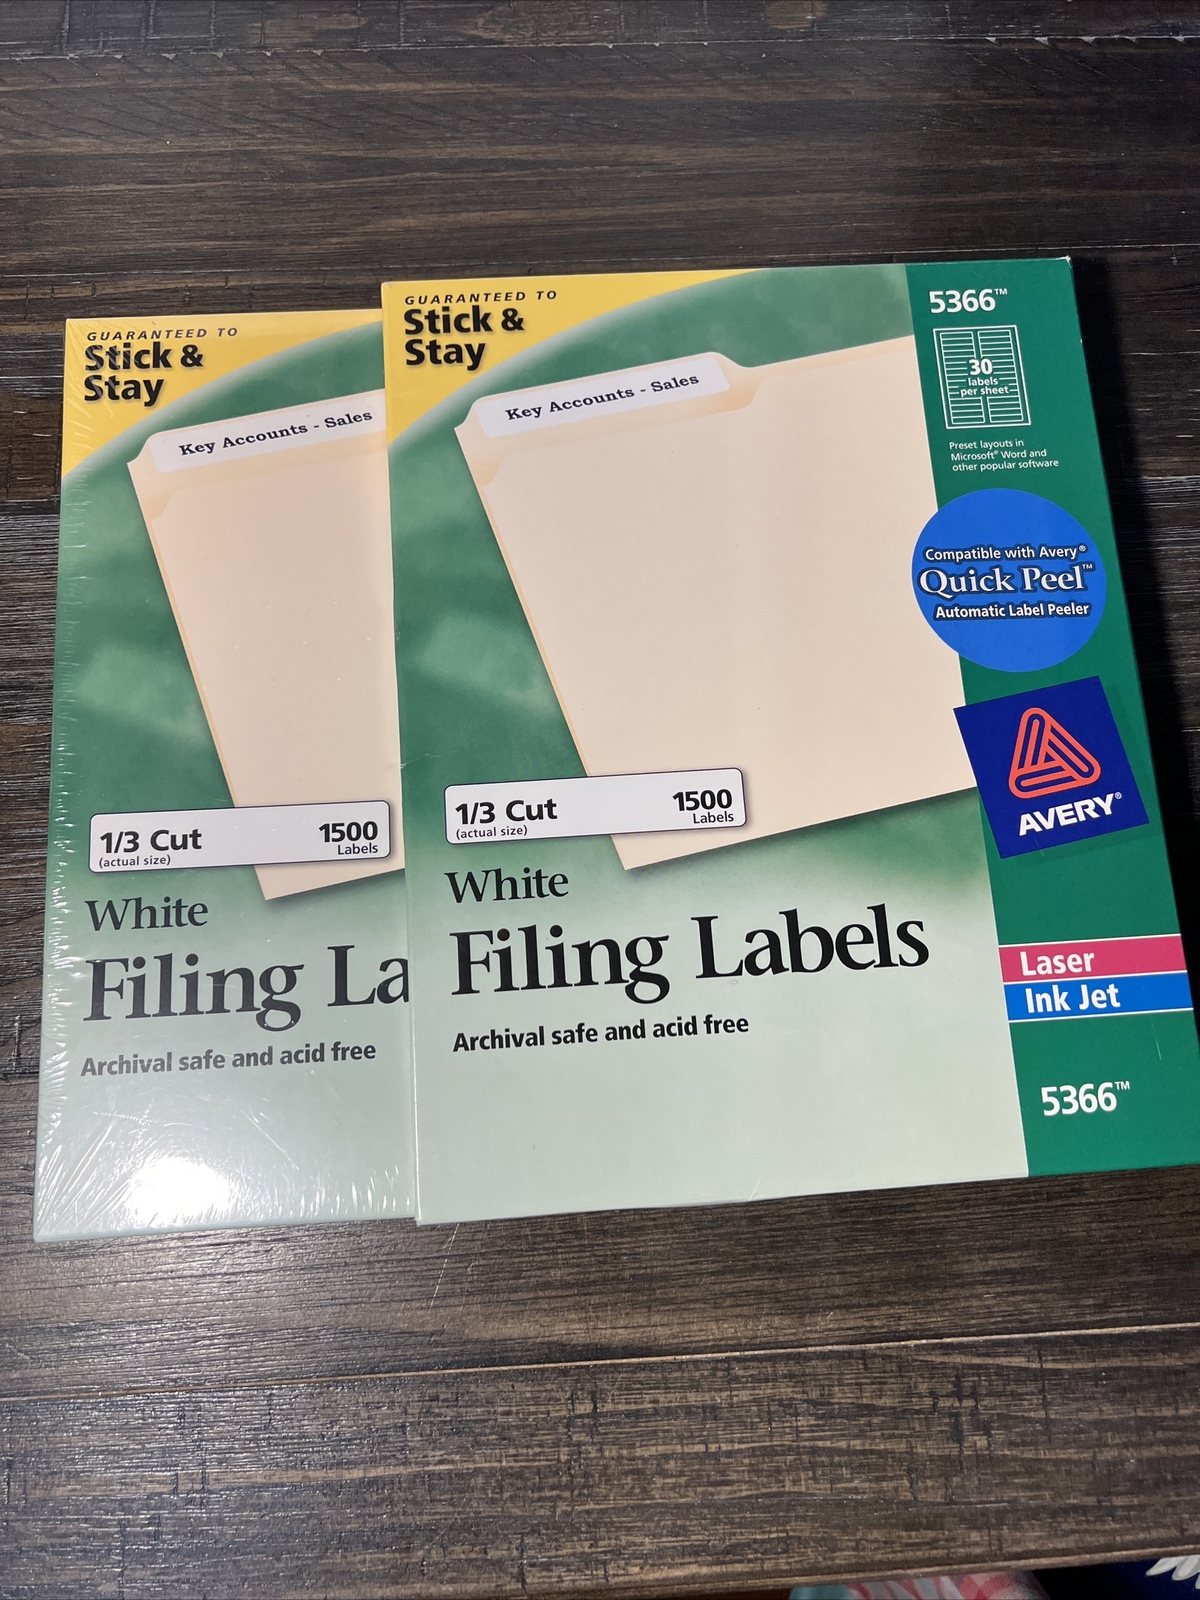 GUARANTEED TO
Stick &
Stay
Key Accounts - Sales
1/3 Cut
(actual size)
1500
Labels
White
Filing La
Archival safe and acid free
GUARANTEED TO
Stick &
Stay
Key Accounts - Sales
1/3 Cut
(actual size)
1500
Labels
White
Filing Labels
Archival safe and acid free
5366™
30
labels
per sheet
Preset layouts in
Microsoft® Word and
other popular software
Compatible with Avery®
Quick Peel™
Automatic Label Peeler
AVERY®
Laser
Ink Jet
5366™